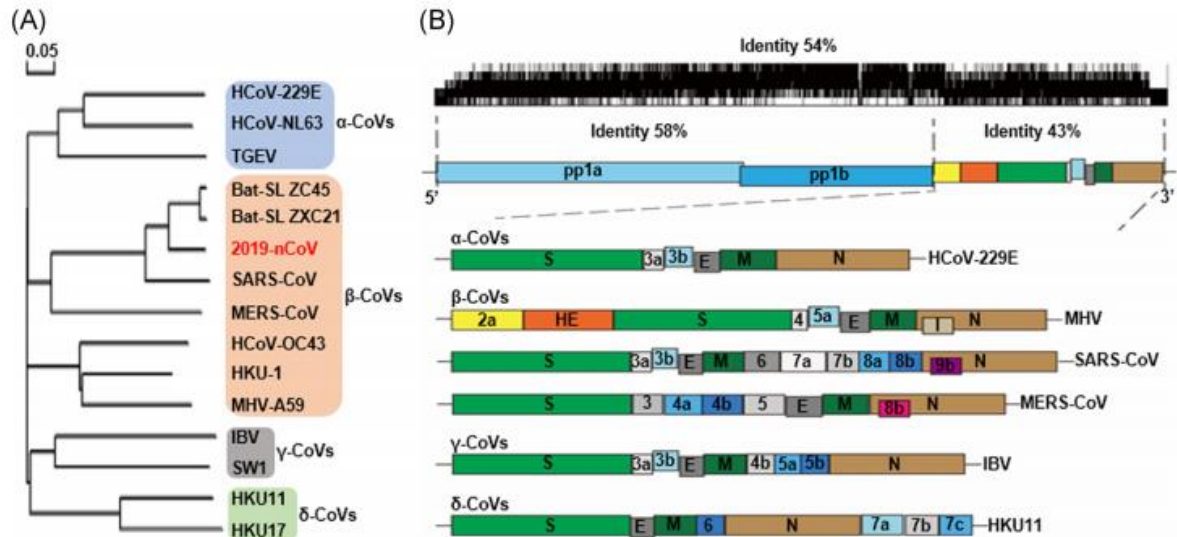 (A)
0.05
HCoV-229E
HCoV-NL63
α-CoVs
TGEV
Bat-SL ZC45
Bat-SL ZXC21
2019-nCoV
SARS-CoV
β-CoVs
MERS-CoV
HCoV-OC43
HKU-1
MHV-A59
IBV
γ-CoVs
SW1
HKU11
δ-CoVs
HKU17
(B)
Identity 54%
Identity 58% Identity 43%
pp1a pp1b
5' 3'
α-CoVs
S 3a 3b E M N HCoV-229E
β-CoVs
2a HE S 4 5a E M I N MHV
S 3a 3b E M 6 7a 7b 8a 8b 9b N SARS-CoV
S 3 4a 4b 5 E M 8b N MERS-CoV
γ-CoVs
S 3a 3b E M 4b 5a 5b N IBV
δ-CoVs
S E M 6 N 7a 7b 7c HKU11